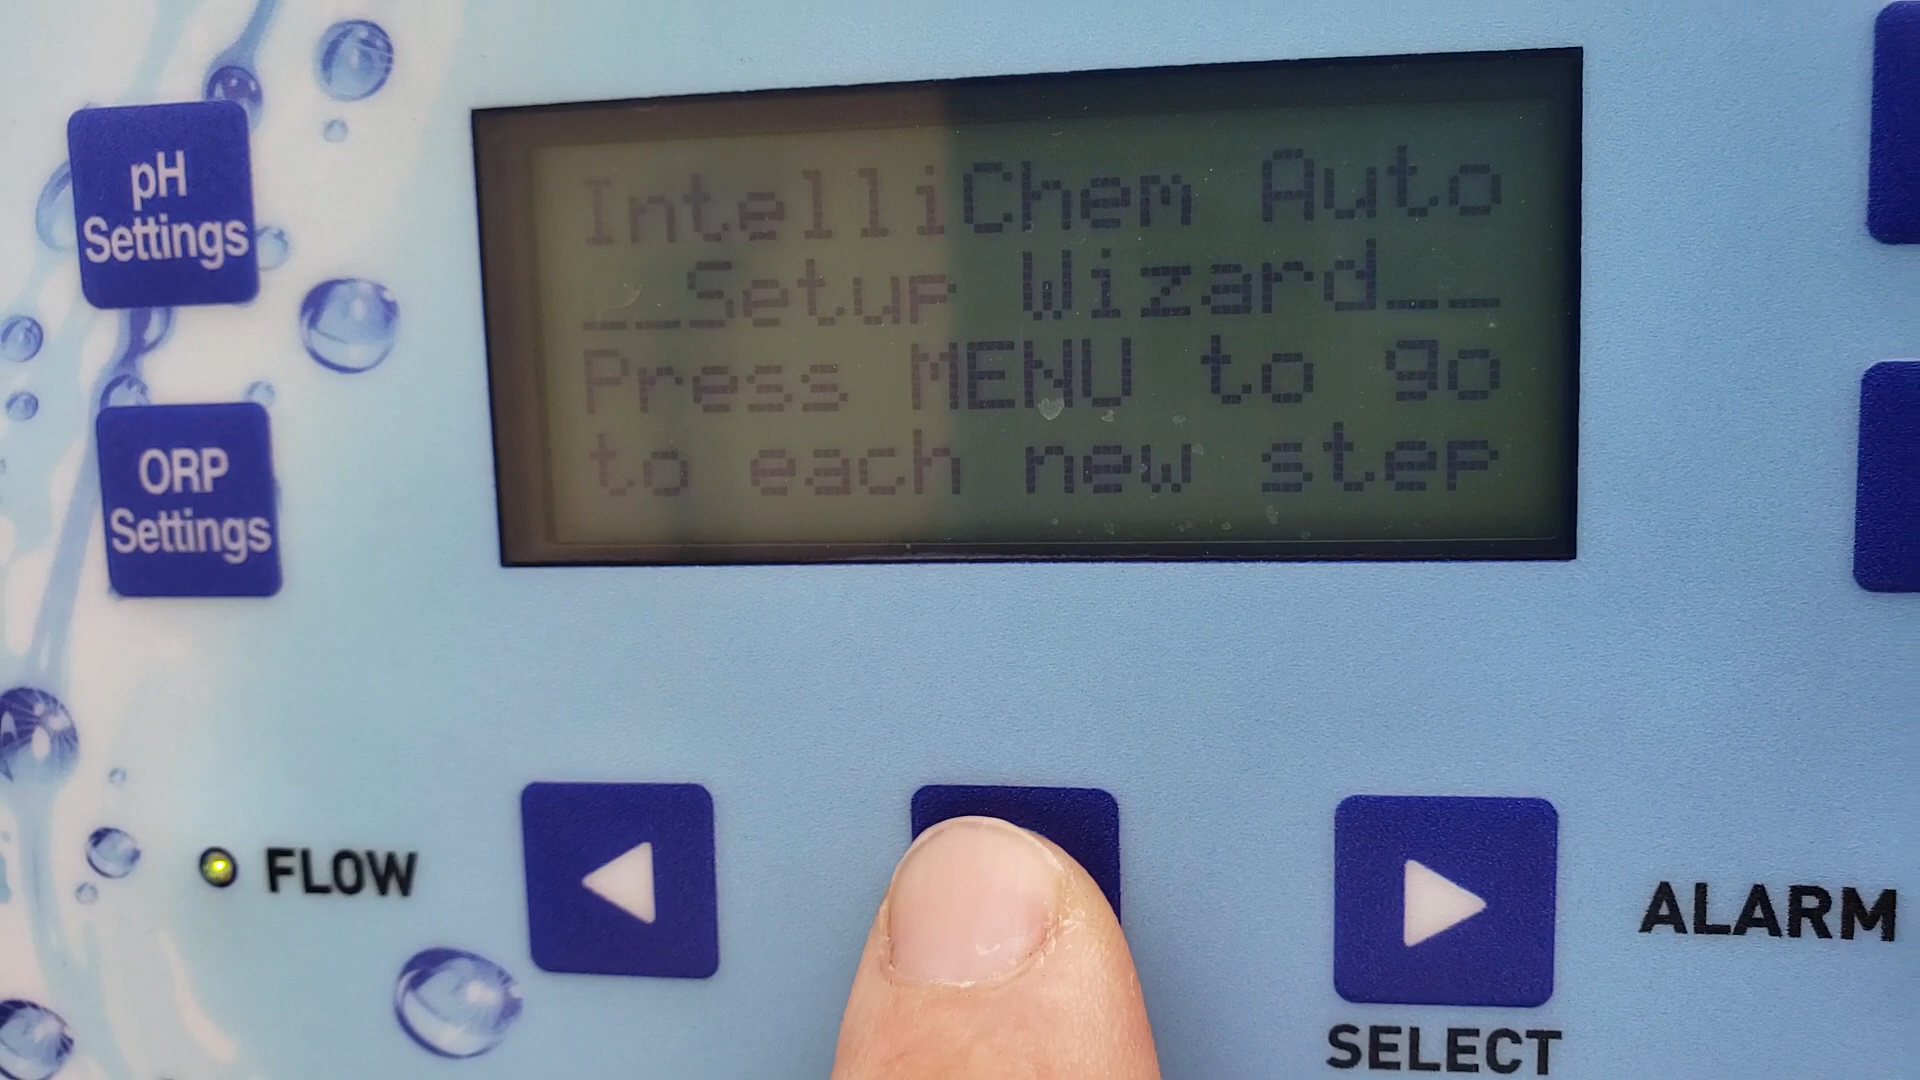 pH
Settings
ORP
Settings
IntelliChem Auto
__Setup Wizard__
Press MENU to go
to each new step
FLOW
ALARM
SELECT